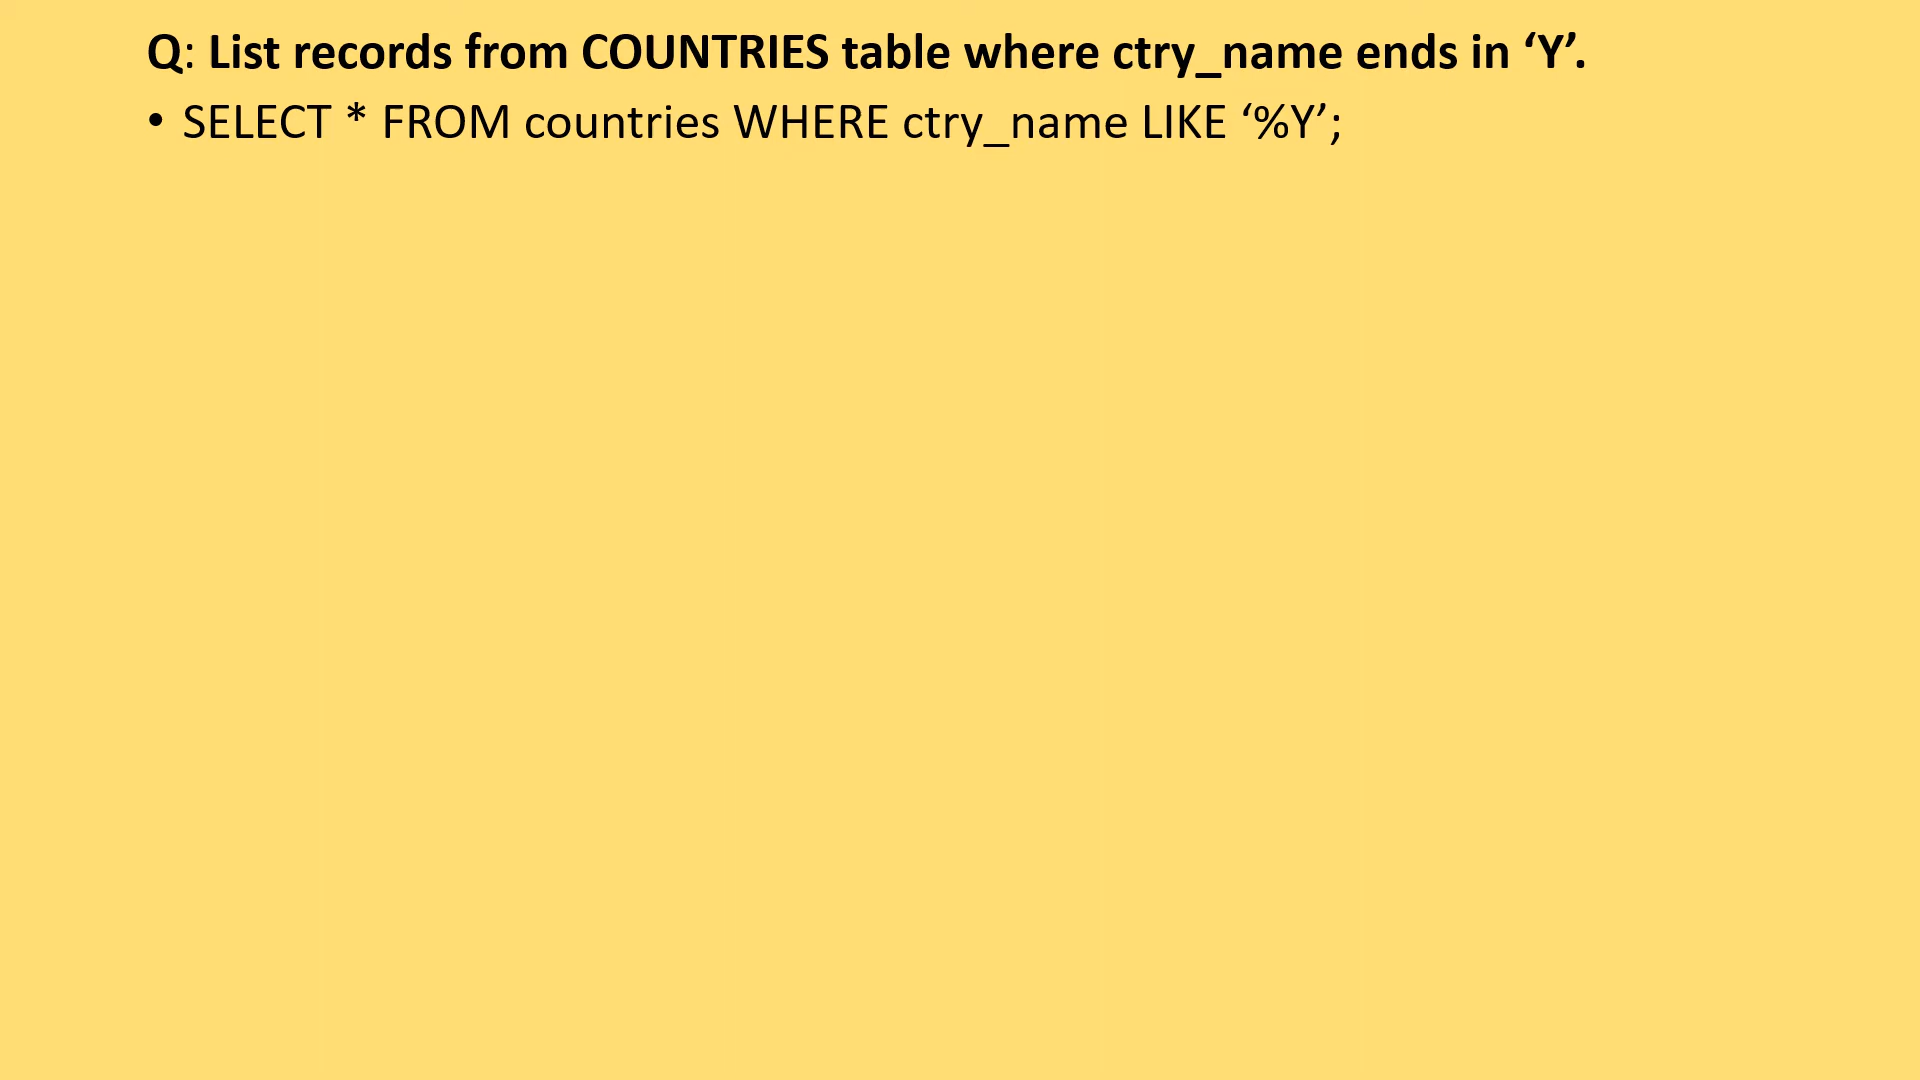 Q: List records from COUNTRIES table where ctry_name ends in ‘Y’.
• SELECT * FROM countries WHERE ctry_name LIKE ‘%Y’;